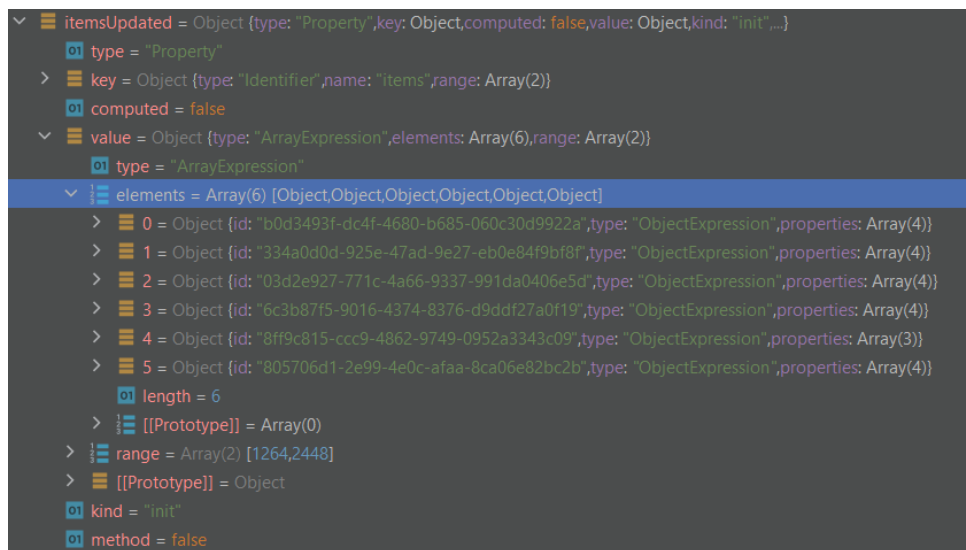 itemsUpdated = Object {type: "Property",key: Object,computed: false,value: Object,kind: "init",...}
01 type = "Property"
key = Object {type: "Identifier",name: "items",range: Array(2)}
01 computed = false
value = Object {type: "ArrayExpression",elements: Array(6),range: Array(2)}
01 type = "ArrayExpression"
elements = Array(6) [Object,Object,Object,Object,Object,Object]
0 = Object {id: "b0d3493f-dc4f-4680-b685-060c30d9922a",type: "ObjectExpression",properties: Array(4)}
1 = Object {id: "334a0d0d-925e-47ad-9e27-eb0e84f9bf8f",type: "ObjectExpression",properties: Array(4)}
2 = Object {id: "03d2e927-771c-4a66-9337-991da0406e5d",type: "ObjectExpression",properties: Array(4)}
3 = Object {id: "6c3b87f5-9016-4374-8376-d9ddf27a0f19",type: "ObjectExpression",properties: Array(4)}
4 = Object {id: "8ff9c815-ccc9-4862-9749-0952a3343c09",type: "ObjectExpression",properties: Array(3)}
5 = Object {id: "805706d1-2e99-4e0c-afaa-8ca06e82bc2b",type: "ObjectExpression",properties: Array(4)}
01 length = 6
[[Prototype]] = Array(0)
range = Array(2) [1264,2448]
[[Prototype]] = Object
01 kind = "init"
01 method = false